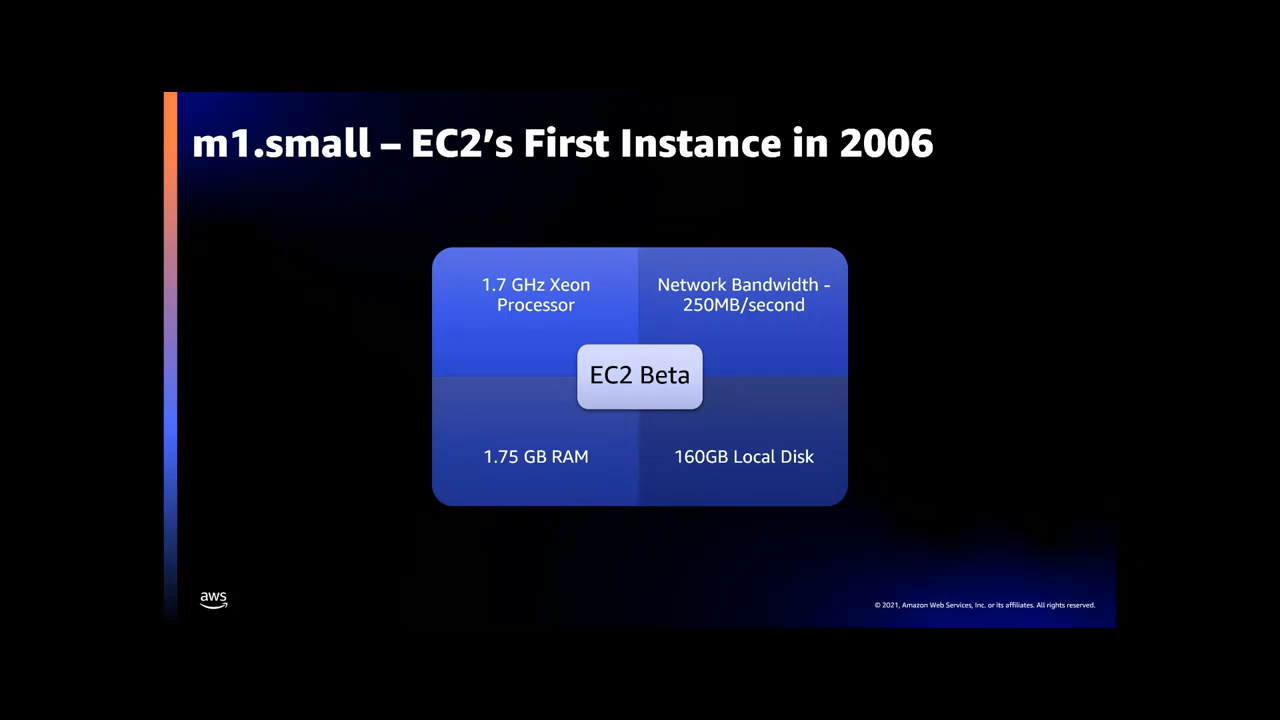 m1.small – EC2’s First Instance in 2006
1.7 GHz Xeon
Processor
Network Bandwidth -
250MB/second
EC2 Beta
1.75 GB RAM
160GB Local Disk
aws
© 2021, Amazon Web Services, Inc. or its affiliates. All rights reserved.